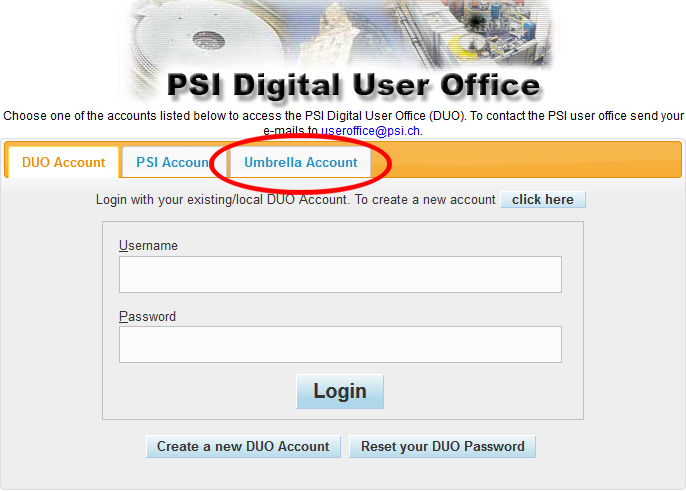 PSI Digital User Office
Choose one of the accounts listed below to access the PSI Digital User Office (DUO). To contact the PSI user office send your
e-mails to useroffice@psi.ch.
DUO Account PSI Account Umbrella Account
Login with your existing/local DUO Account. To create a new account click here
Username
Password
Login
Create a new DUO Account Reset your DUO Password